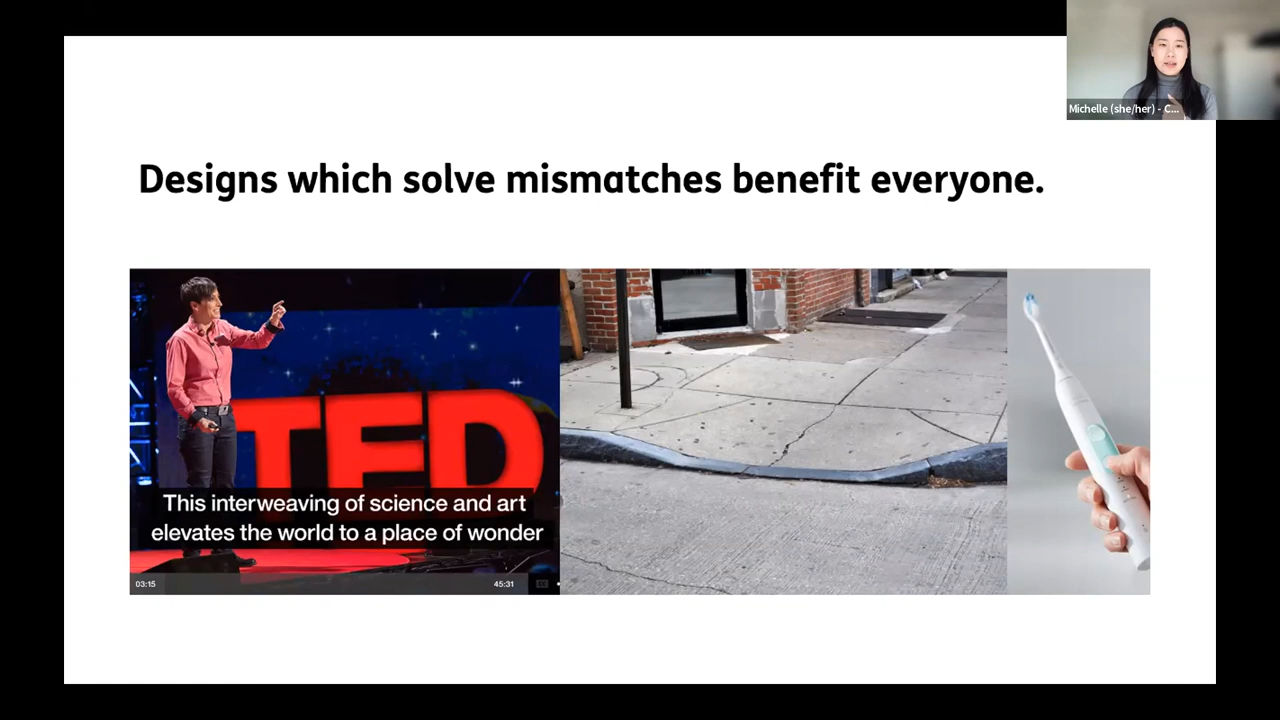 Michelle (she/her) - C...
Designs which solve mismatches benefit everyone.
TED
This interweaving of science and art
elevates the world to a place of wonder
03:15
45:31